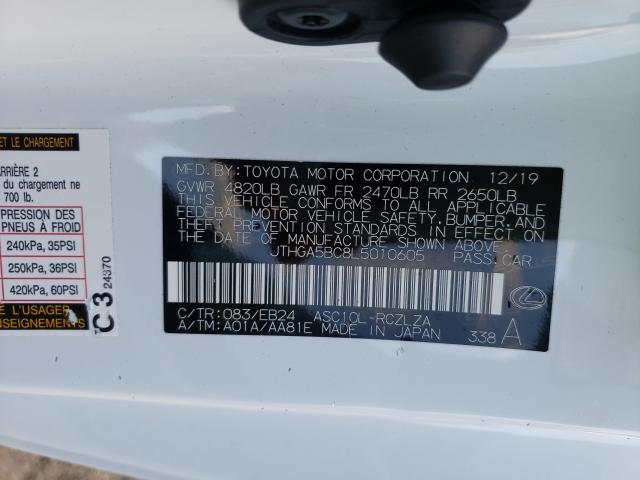 ET LE CHARGEMENT
ARRIÈRE 2
du chargement ne
700 lb.
PRESSION DES
PNEUS À FROID
240kPa, 35PSI
250kPa, 36PSI
420kPa, 60PSI
L'USAGER
ENSEIGNEMENTS
C3 24370
MFD.BY:TOYOTA MOTOR CORPORATION 12/19
GVWR 4820LB GAWR FR 2470LB RR 2650LB
THIS VEHICLE CONFORMS TO ALL APPLICABLE
FEDERAL MOTOR VEHICLE SAFETY,BUMPER,AND
THEFT PREVENTION STANDARDS IN EFFECT ON
THE DATE OF MANUFACTURE SHOWN ABOVE.
JTHGA5BC8L5010605 PASS.CAR
C/TR:083/EB24 ASC10L-RCZLZA
A/TM:A01A/AA81E MADE IN JAPAN 338 A